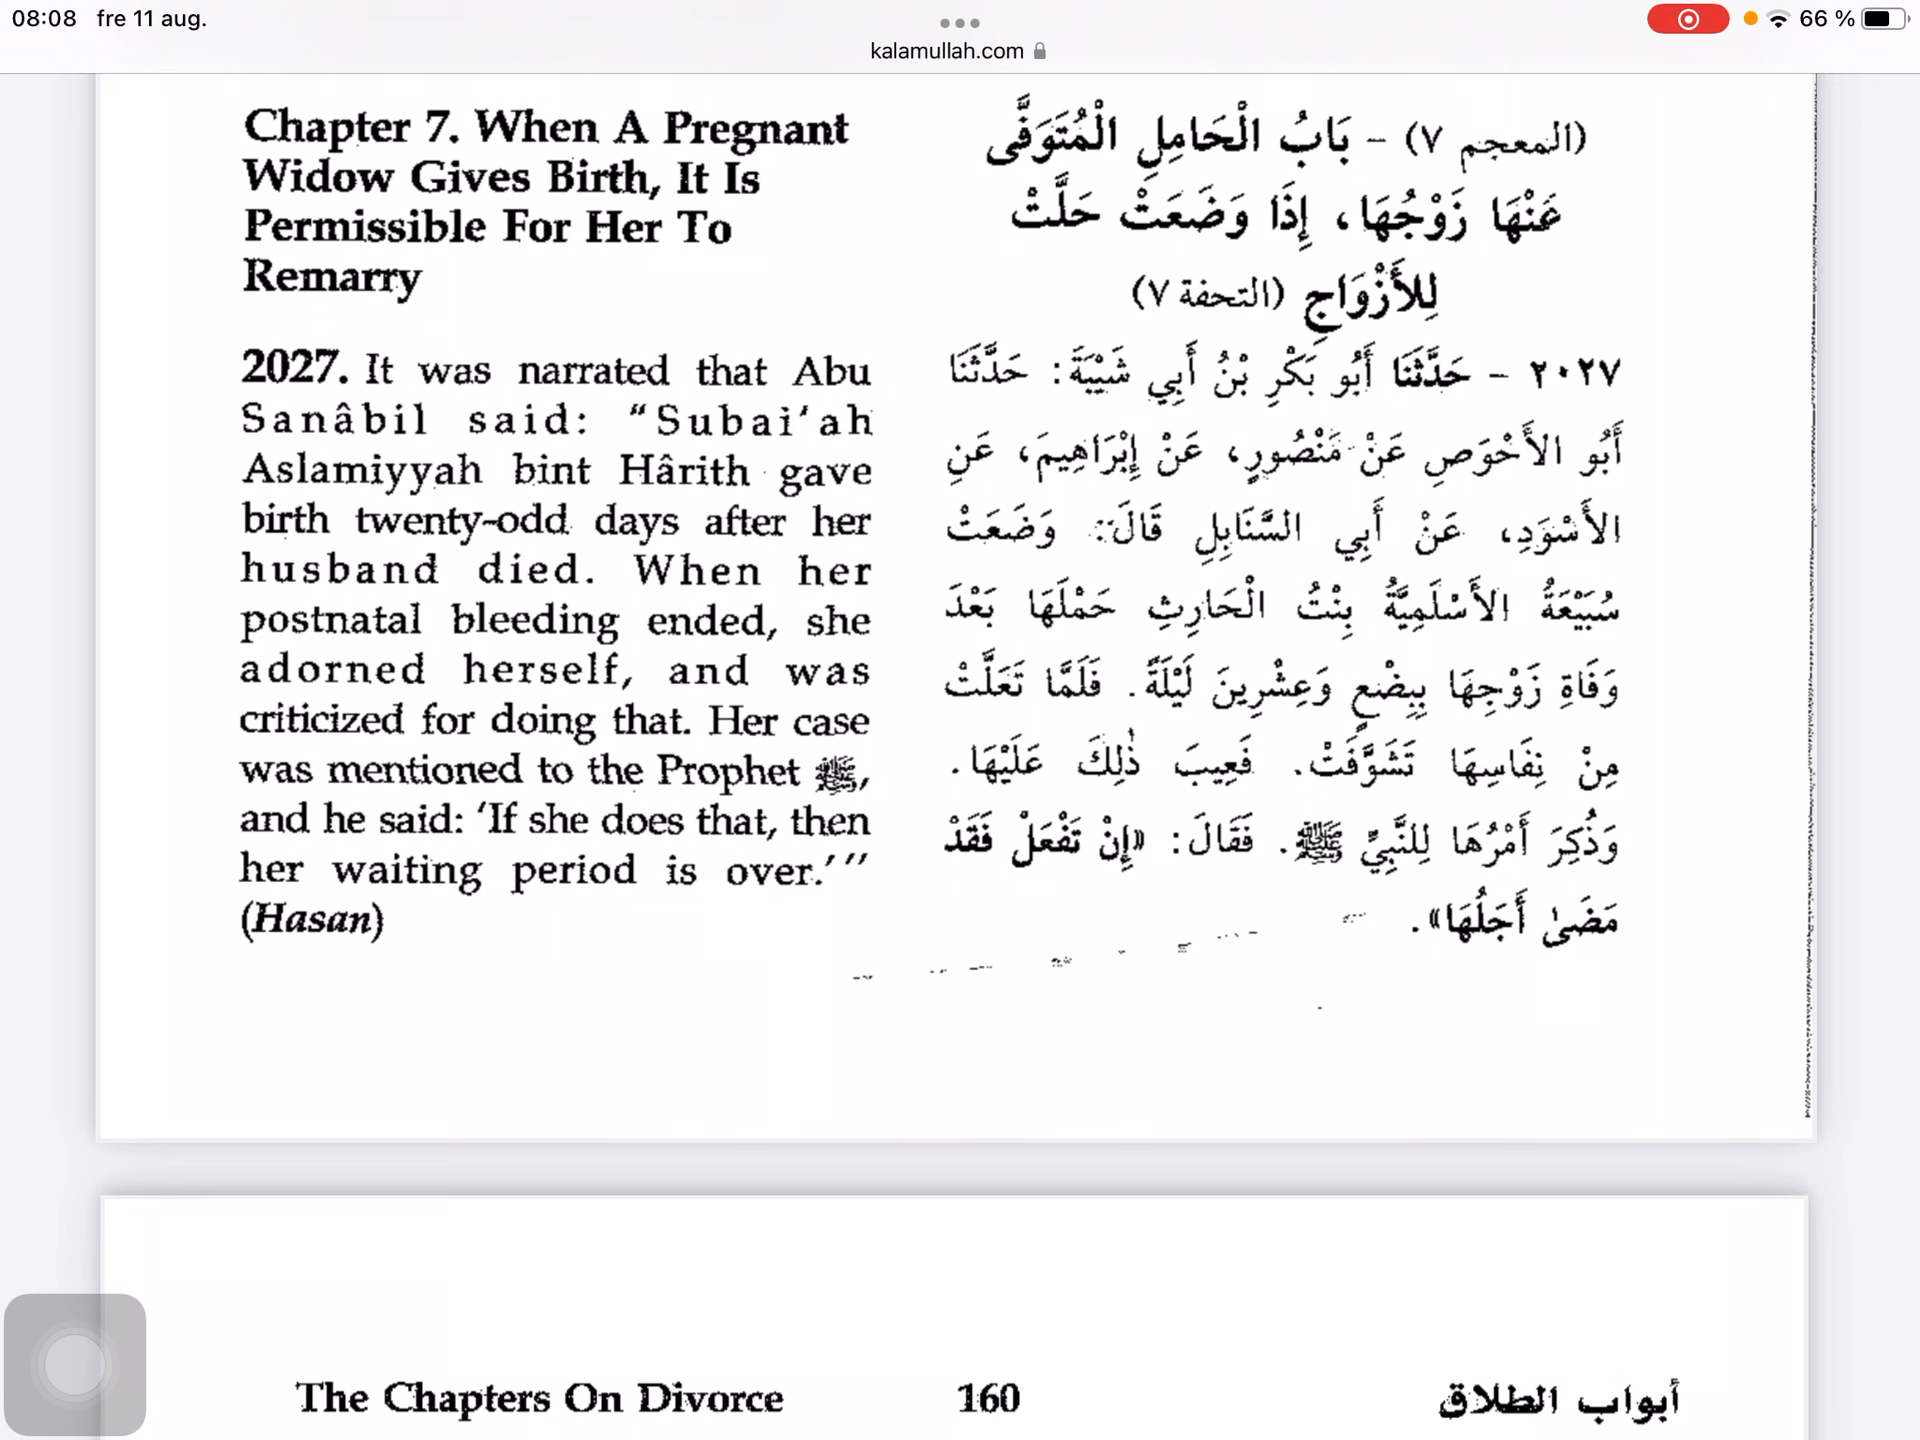 08:08 fre 11 aug.
66 %
kalamullah.com
Chapter 7. When A Pregnant
Widow Gives Birth, It Is
Permissible For Her To
Remarry
2027. It was narrated that Abu
Sanâbil said: “Subai‘ah
Aslamiyyah bint Hârith gave
birth twenty-odd days after her
husband died. When her
postnatal bleeding ended, she
adorned herself, and was
criticized for doing that. Her case
was mentioned to the Prophet ﷺ,
and he said: ‘If she does that, then
her waiting period is over.’”
(Hasan)
(المعجم ٧) - بَابُ الْحَامِلِ الْمُتَوَفَّى
عَنْهَا زَوْجُهَا، إِذَا وَضَعَتْ حَلَّتْ
لِلأَزْوَاجِ (التحفة ٧)
٢٠٢٧ - حَدَّثَنَا أَبُو بَكْرِ بْنُ أَبِي شَيْبَةَ: حَدَّثَنَا
أَبُو الأَحْوَصِ عَنْ مَنْصُورٍ، عَنْ إِبْرَاهِيمَ، عَنِ
الأَسْوَدِ، عَنْ أَبِي السَّنَابِلِ قَالَ: وَضَعَتْ
سُبَيْعَةُ الأَسْلَمِيَّةُ بِنْتُ الْحَارِثِ حَمْلَهَا بَعْدَ
وَفَاةِ زَوْجِهَا بِبِضْعٍ وَعِشْرِينَ لَيْلَةً. فَلَمَّا تَعَلَّتْ
مِنْ نِفَاسِهَا تَشَوَّفَتْ. فَعِيبَ ذٰلِكَ عَلَيْهَا.
وَذُكِرَ أَمْرُهَا لِلنَّبِيِّ ﷺ. فَقَالَ: «إِنْ تَفْعَلْ فَقَدْ
مَضَىٰ أَجَلُهَا».
The Chapters On Divorce 160 أبواب الطلاق